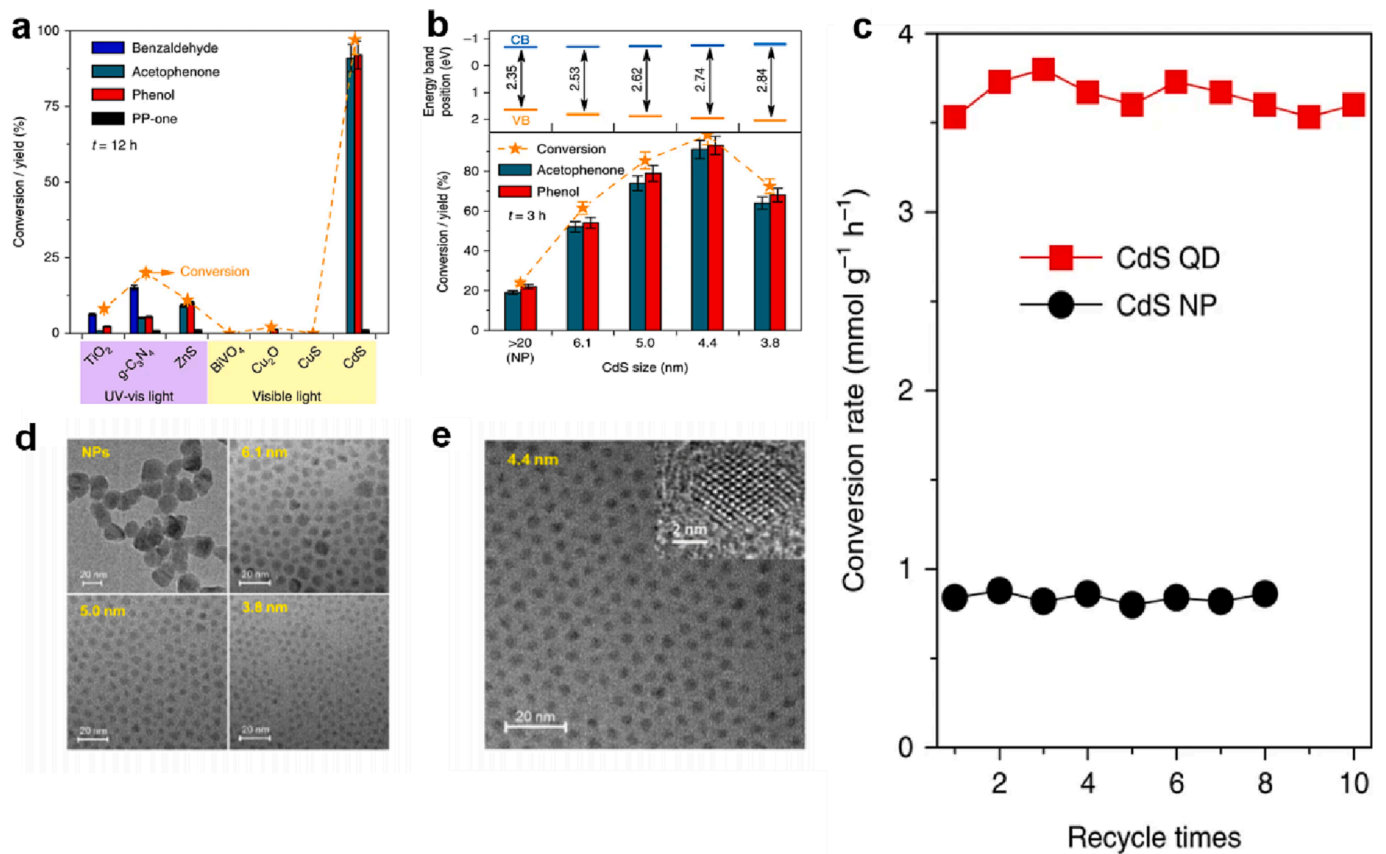 a
Conversion / yield (%)
100
75
50
25
0
Benzaldehyde
Acetophenone
Phenol
PP-one
t = 12 h
Conversion
TiO₂
g-C₃N₄
ZnS
BiVO₄
Cu₂O
CuS
CdS
UV-vis light
Visible light
b
Energy band
position (eV)
−1
0
1
2
CB
VB
2.35
2.53
2.62
2.74
2.84
Conversion / yield (%)
80
60
40
20
0
Conversion
Acetophenone
Phenol
t = 3 h
>20
(NP)
6.1
5.0
4.4
3.8
CdS size (nm)
c
Conversion rate (mmol g⁻¹ h⁻¹)
4
3
2
1
0
CdS QD
CdS NP
2
4
6
8
10
Recycle times
d
NPs
20 nm
6.1 nm
20 nm
5.0 nm
20 nm
3.8 nm
20 nm
e
4.4 nm
2 nm
20 nm